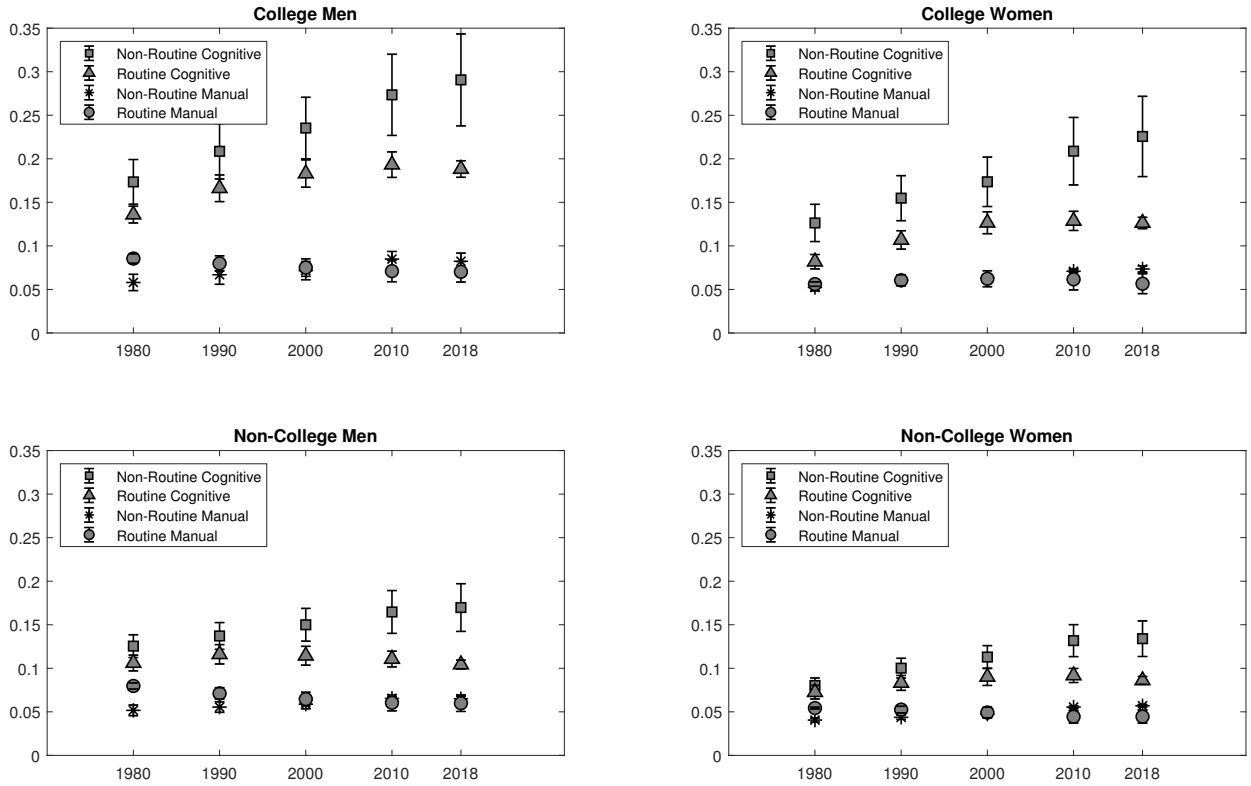 College Men
0.35
0.3
0.25
0.2
0.15
0.1
0.05
0
Non-Routine Cognitive
Routine Cognitive
Non-Routine Manual
Routine Manual
1980 1990 2000 2010 2018
College Women
0.35
0.3
0.25
0.2
0.15
0.1
0.05
0
Non-Routine Cognitive
Routine Cognitive
Non-Routine Manual
Routine Manual
1980 1990 2000 2010 2018
Non-College Men
0.35
0.3
0.25
0.2
0.15
0.1
0.05
0
Non-Routine Cognitive
Routine Cognitive
Non-Routine Manual
Routine Manual
1980 1990 2000 2010 2018
Non-College Women
0.35
0.3
0.25
0.2
0.15
0.1
0.05
0
Non-Routine Cognitive
Routine Cognitive
Non-Routine Manual
Routine Manual
1980 1990 2000 2010 2018